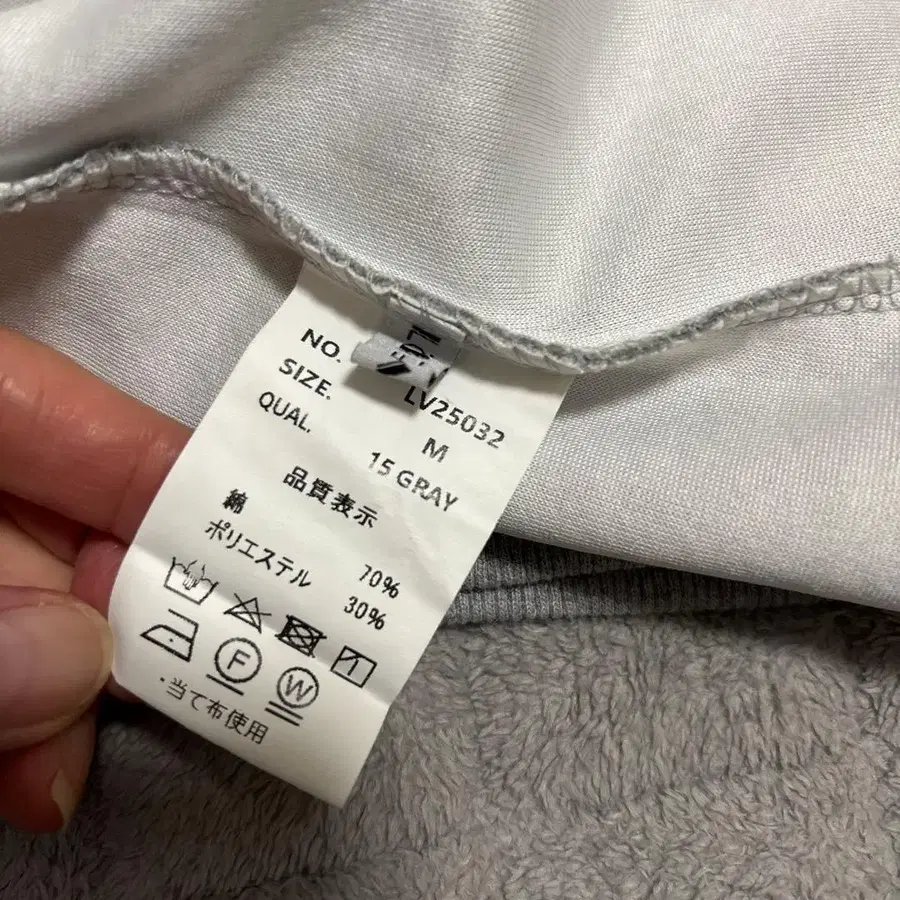 NO. LV25032
SIZE. M
QUAL. 15 GRAY
品質表示
綿 70%
ポリエステル 30%
F W
.当て布使用